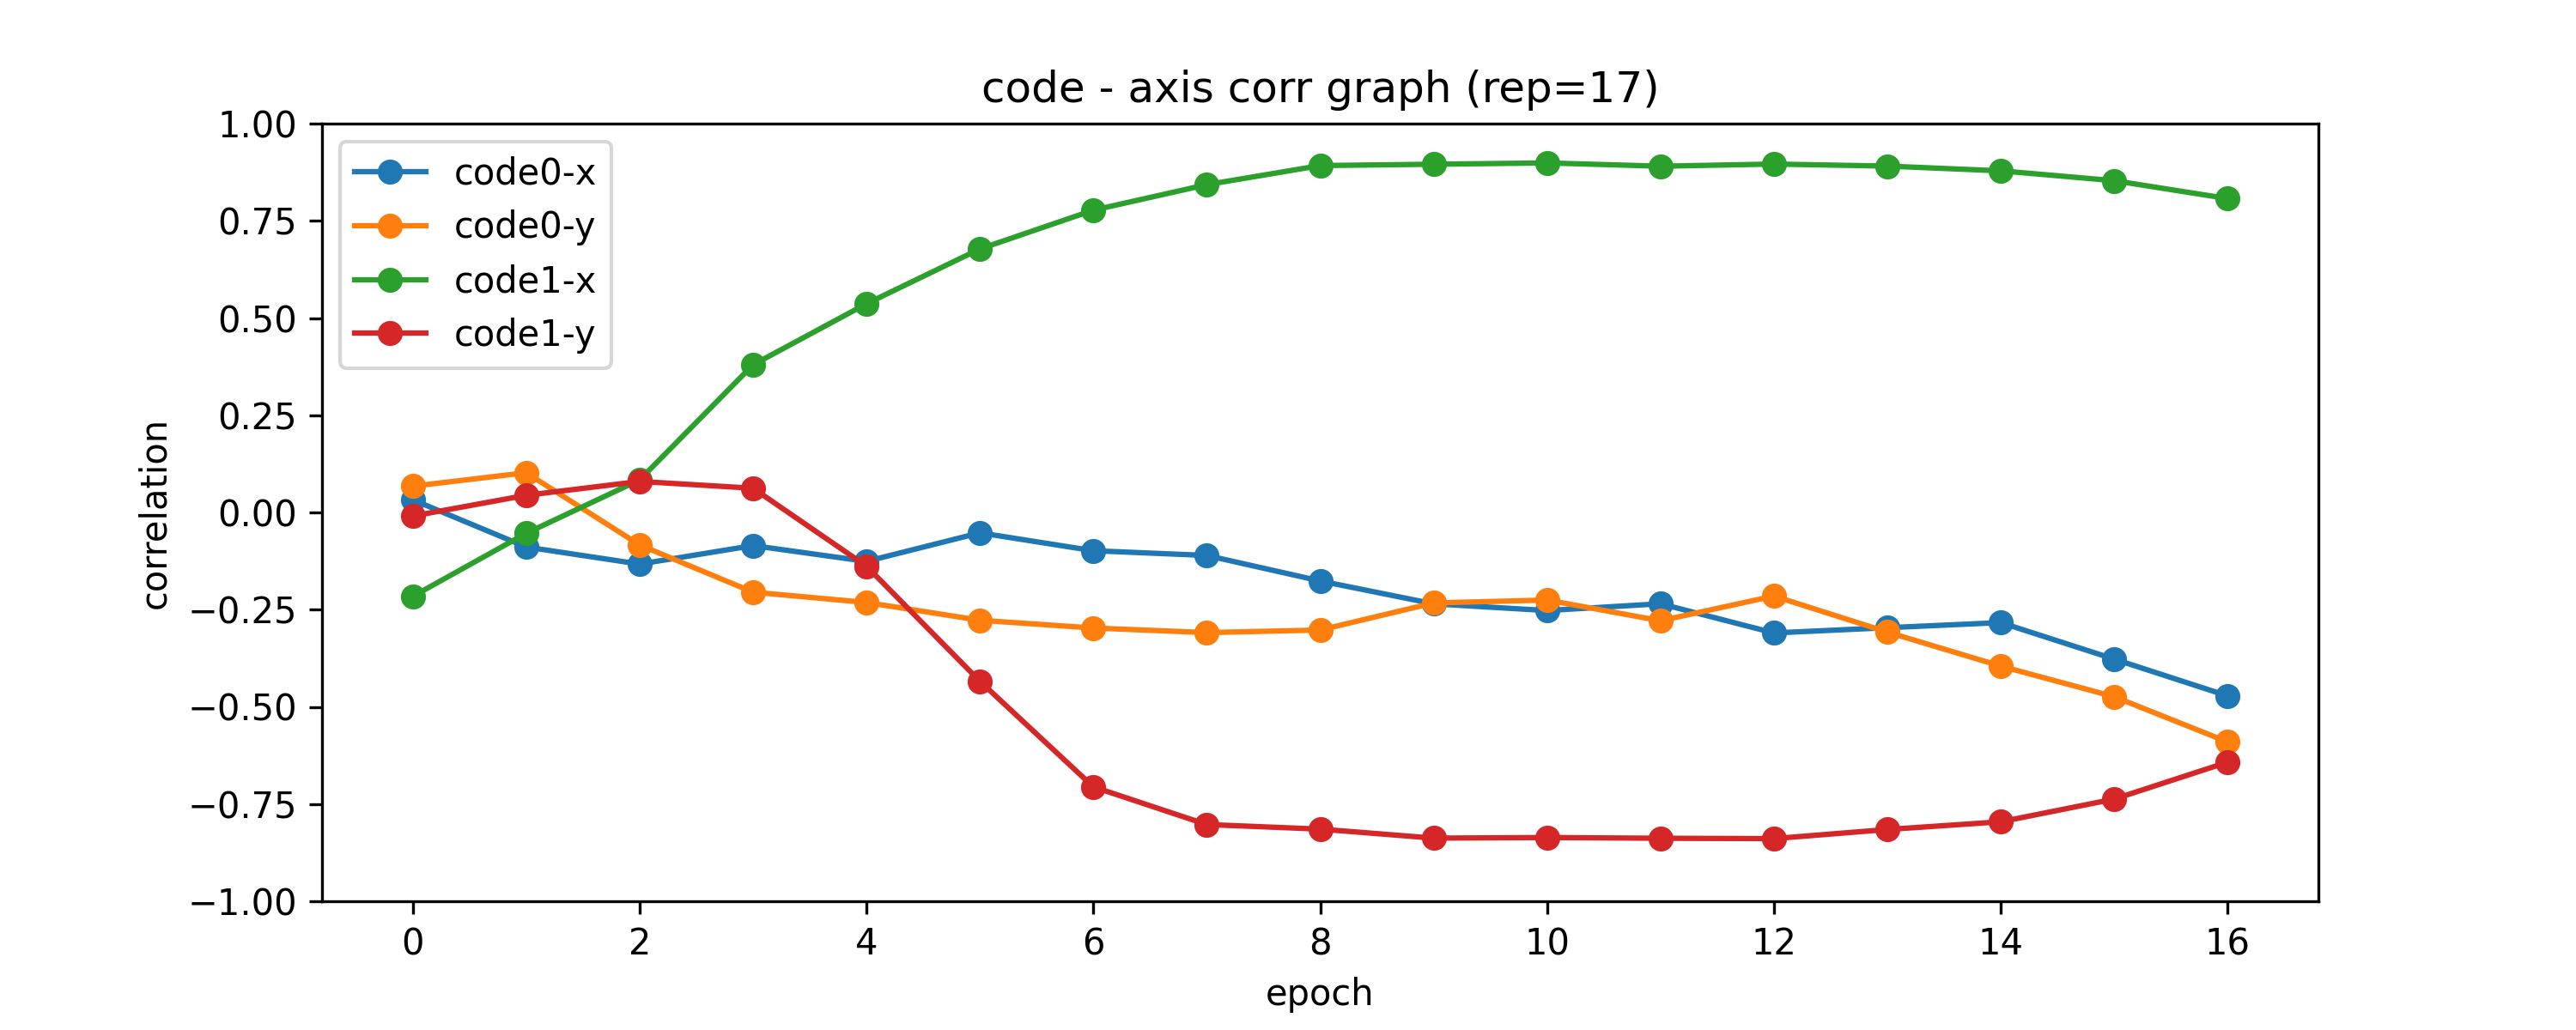 code - axis corr graph (rep=17)
1.00
0.75
0.50
0.25
0.00
−0.25
−0.50
−0.75
−1.00
correlation
code0-x
code0-y
code1-x
code1-y
0 2 4 6 8 10 12 14 16
epoch